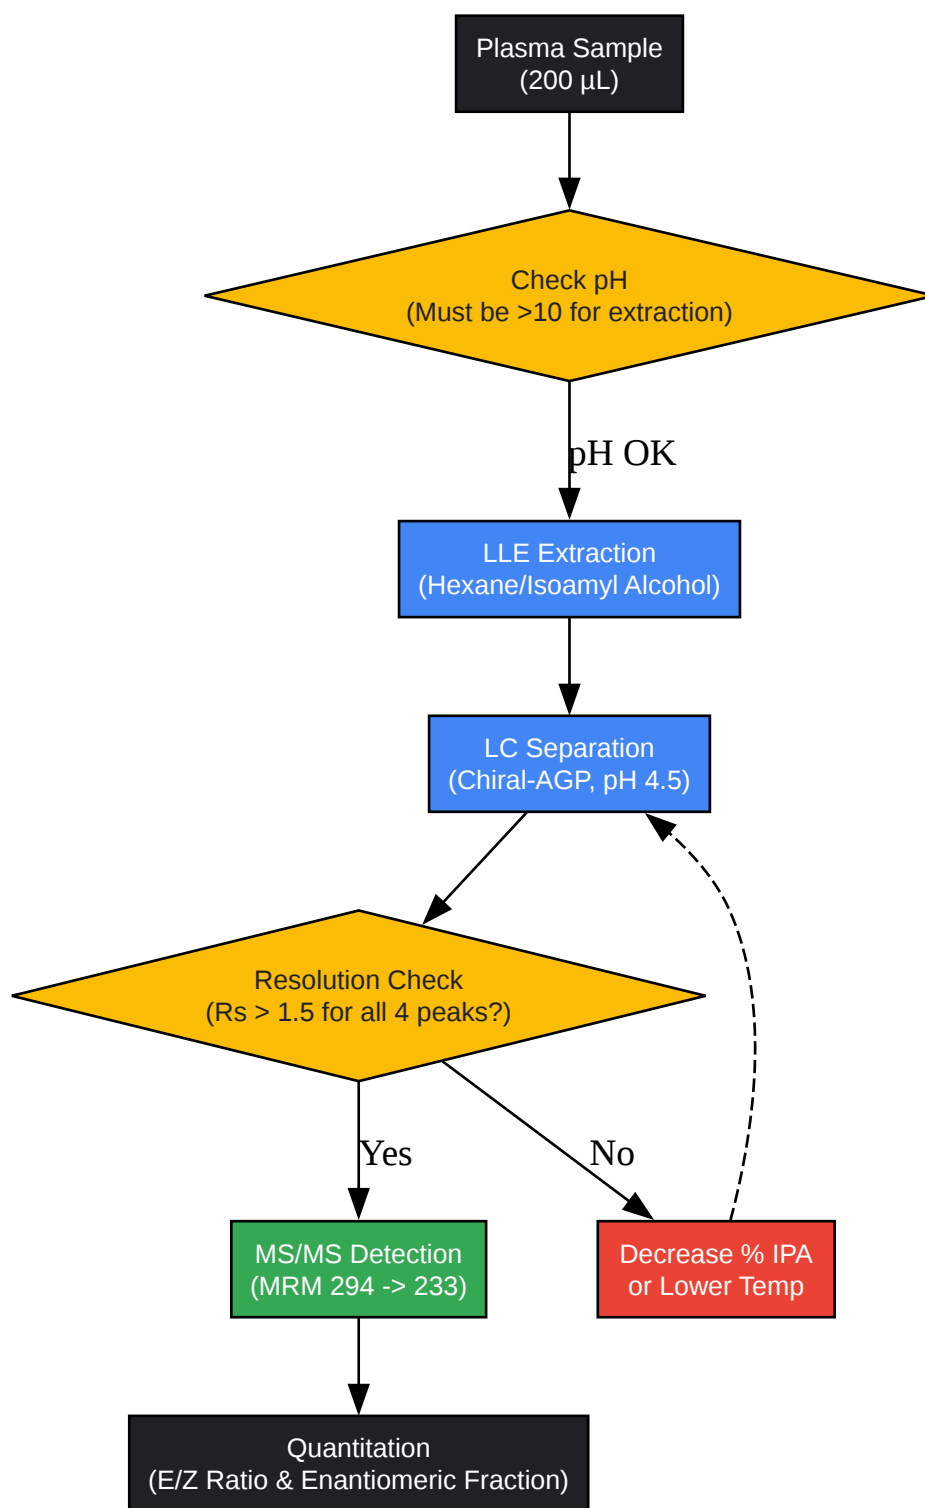 Plasma Sample
(200 µL)
Check pH
(Must be >10 for extraction)
pH OK
LLE Extraction
(Hexane/Isoamyl Alcohol)
LC Separation
(Chiral-AGP, pH 4.5)
Resolution Check
(Rs > 1.5 for all 4 peaks?)
Yes
No
MS/MS Detection
(MRM 294 -> 233)
Decrease % IPA
or Lower Temp
Quantitation
(E/Z Ratio & Enantiomeric Fraction)